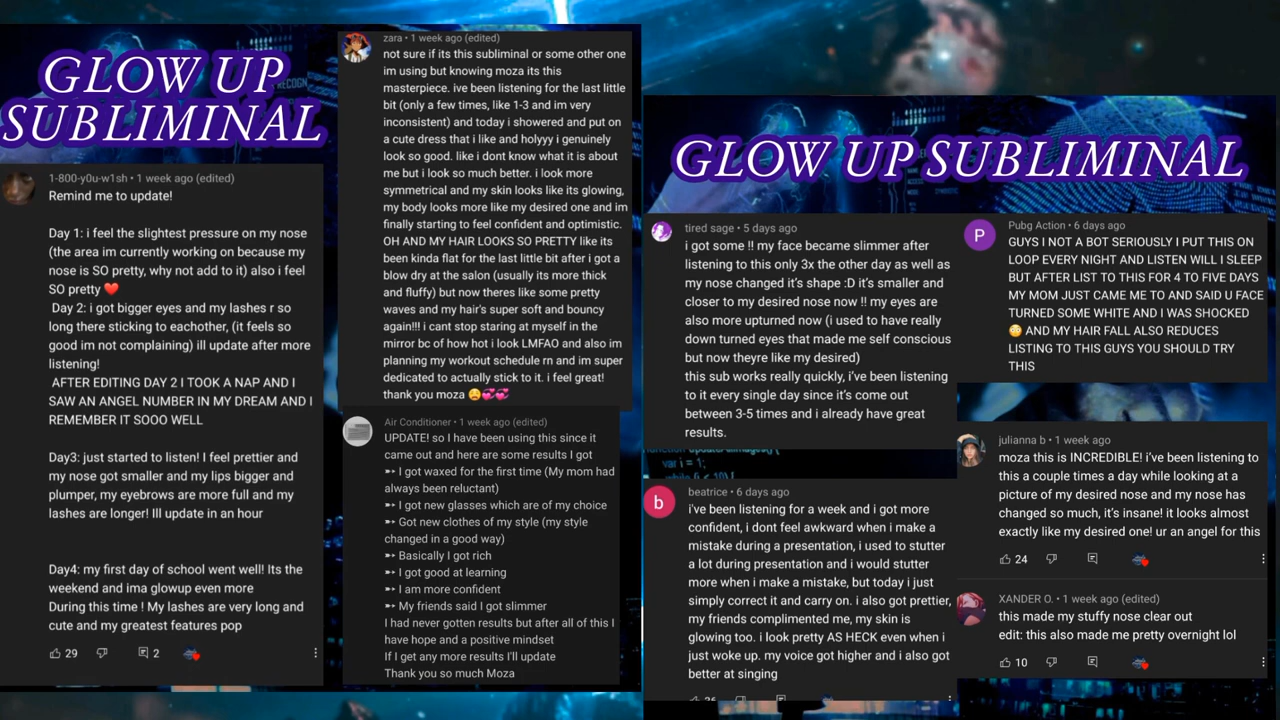 GLOW UP
SUBLIMINAL
1-800-y0u-w1sh • 1 week ago (edited)
Remind me to update!
Day 1: i feel the slightest pressure on my nose
(the area im currently working on because my
nose is SO pretty, why not add to it) also i feel
SO pretty ❤️
Day 2: i got bigger eyes and my lashes r so
long there sticking to eachother, (it feels so
good im not complaining) ill update after more
listening!
AFTER EDITING DAY 2 I TOOK A NAP AND I
SAW AN ANGEL NUMBER IN MY DREAM AND I
REMEMBER IT SOOO WELL
Day3: just started to listen! I feel prettier and
my nose got smaller and my lips bigger and
plumper, my eyebrows are more full and my
lashes are longer! Ill update in an hour
Day4: my first day of school went well! Its the
weekend and ima glowup even more
During this time ! My lashes are very long and
cute and my greatest features pop
29
2
zara • 1 week ago (edited)
not sure if its this subliminal or some other one
im using but knowing moza its this
masterpiece. ive been listening for the last little
bit (only a few times, like 1-3 and im very
inconsistent) and today i showered and put on
a cute dress that i like and holyyy i genuinely
look so good. like i dont know what it is about
me but i look so much better. i look more
symmetrical and my skin looks like its glowing,
my body looks more like my desired one and im
finally starting to feel confident and optimistic.
OH AND MY HAIR LOOKS SO PRETTY like its
been kinda flat for the last little bit after i got a
blow dry at the salon (usually its more thick
and fluffy) but now theres like some pretty
waves and my hair's super soft and bouncy
again!!! i cant stop staring at myself in the
mirror bc of how hot i look LMFAO and also im
planning my workout schedule rn and im super
dedicated to actually stick to it. i feel great!
thank you moza 😩💞💞
Air Conditioner • 1 week ago (edited)
UPDATE! so I have been using this since it
came out and here are some results I got
➳ I got waxed for the first time (My mom had
always been reluctant)
➳ I got new glasses which are of my choice
➳ Got new clothes of my style (my style
changed in a good way)
➳ Basically I got rich
➳ I got good at learning
➳ I am more confident
➳ My friends said I got slimmer
I had never gotten results but after all of this I
have hope and a positive mindset
If I get any more results I'll update
Thank you so much Moza
GLOW UP SUBLIMINAL
tired sage • 5 days ago
i got some !! my face became slimmer after
listening to this only 3x the other day as well as
my nose changed it's shape :D it's smaller and
closer to my desired nose now !! my eyes are
also more upturned now (i used to have really
down turned eyes that made me self conscious
but now theyre like my desired)
this sub works really quickly, i've been listening
to it every single day since it's come out
between 3-5 times and i already have great
results.
var i = 1;
b
beatrice • 6 days ago
i've been listening for a week and i got more
confident, i dont feel awkward when i make a
mistake during a presentation, i used to stutter
a lot during presentation and i would stutter
more when i make a mistake, but today i just
simply correct it and carry on. i also got prettier,
my friends complimented me, my skin is
glowing too. i look pretty AS HECK even when i
just woke up. my voice got higher and i also got
better at singing
P
Pubg Action • 6 days ago
GUYS I NOT A BOT SERIOUSLY I PUT THIS ON
LOOP EVERY NIGHT AND LISTEN WILL I SLEEP
BUT AFTER LIST TO THIS FOR 4 TO FIVE DAYS
MY MOM JUST CAME ME TO AND SAID U FACE
TURNED SOME WHITE AND I WAS SHOCKED
😳 AND MY HAIR FALL ALSO REDUCES
LISTING TO THIS GUYS YOU SHOULD TRY
THIS
julianna b • 1 week ago
moza this is INCREDIBLE! i've been listening to
this a couple times a day while looking at a
picture of my desired nose and my nose has
changed so much, it's insane! it looks almost
exactly like my desired one! ur an angel for this
24
XANDER O. • 1 week ago (edited)
this made my stuffy nose clear out
edit: this also made me pretty overnight lol
10